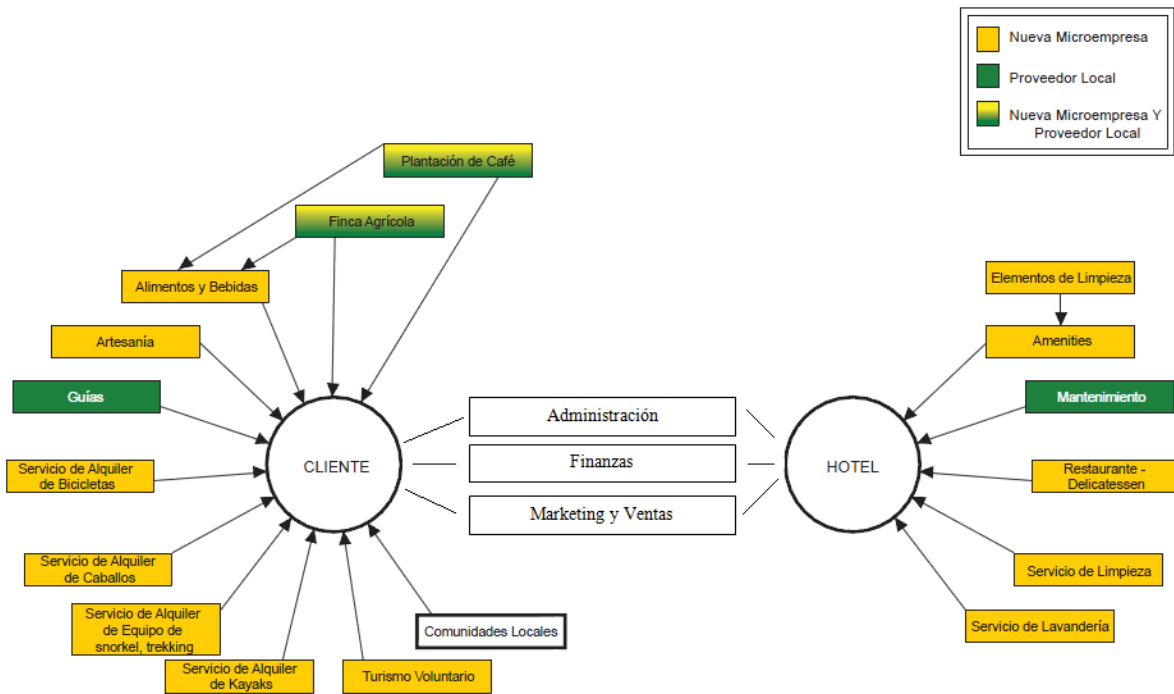 Nueva Microempresa
Proveedor Local
Nueva Microempresa Y
Proveedor Local
Plantación de Café
Finca Agrícola
Alimentos y Bebidas
Elementos de Limpieza
Artesanía
Amenities
Guías
Mantenimiento
Administración
CLIENTE
Finanzas
HOTEL
Servicio de Alquiler
de Bicicletas
Restaurante -
Delicatessen
Marketing y Ventas
Servicio de Alquiler
de Caballos
Servicio de Limpieza
Servicio de Alquiler
de Equipo de
snorkel, trekking
Comunidades Locales
Servicio de Lavandería
Servicio de Alquiler
de Kayaks
Turismo Voluntario